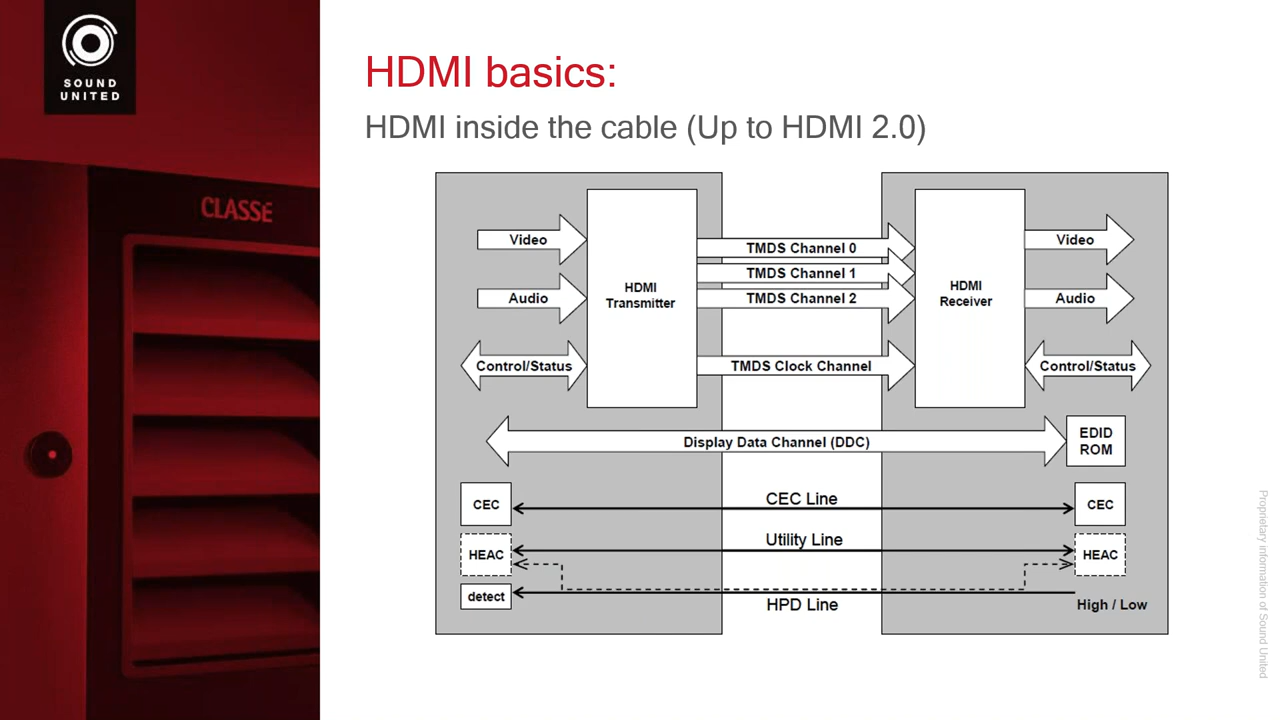 SOUND
UNITED
CLASSE
HDMI basics:
HDMI inside the cable (Up to HDMI 2.0)
Video
Audio
Control/Status
HDMI
Transmitter
TMDS Channel 0
TMDS Channel 1
TMDS Channel 2
TMDS Clock Channel
HDMI
Receiver
Video
Audio
Control/Status
Display Data Channel (DDC)
EDID
ROM
CEC
CEC Line
CEC
HEAC
Utility Line
HEAC
detect
HPD Line
High / Low
Proprietary information of Sound United